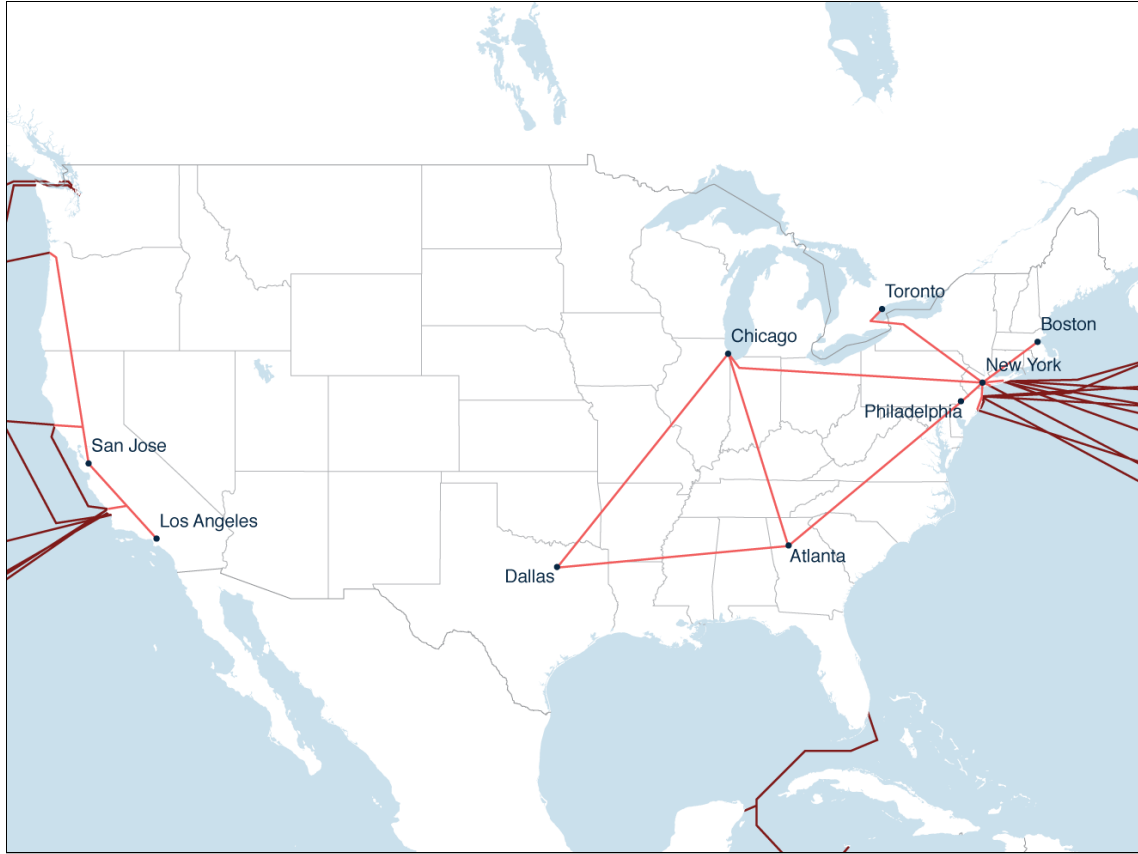 Toronto
Chicago
Boston
New York
Philadelphia
San Jose
Los Angeles
Atlanta
Dallas